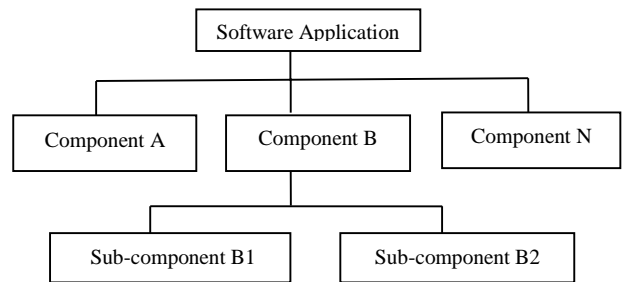 Software Application
Component A
Component B
Component N
Sub-component B1
Sub-component B2